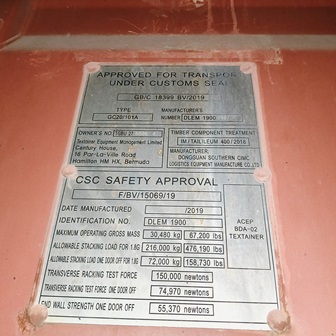 APPROVED FOR TRANSPOR
UNDER CUSTOMS SEAL
GB/C 18399 BV/2019
TYPE
GC20/101A
MANUFACTURER'S
NUMBER DLEM 1900
OWNER'S NO
Textainer Equipment Management Limited
Century House,
16 Par-La-Ville Road
Hamilton HM HX, Bermuda
TIMBER COMPONENT TREATMENT
IM/TAILLEUR 400/2018
MANUFACTURER:
DONGGUAN SOUTHERN CIMC
LOGISTICS EQUIPMENT MANUFACTURE CO.,LTD
CSC SAFETY APPROVAL
F/BV/15069/19
DATE MANUFACTURED /2019
IDENTIFICATION NO. DLEM 1900
MAXIMUM OPERATING GROSS MASS 30,480 kg 67,200 lbs
ALLOWABLE STACKING LOAD FOR 1.8G 216,000 kg 476,190 lbs
ALLOWABLE STACKING LOAD ONE DOOR OFF FOR 1.8G 72,000 kg 158,730 lbs
TRANSVERSE RACKING TEST FORCE 150,000 newtons
TRANSVERSE RACKING TEST FORCE ONE DOOR OFF 74,970 newtons
END WALL STRENGTH ONE DOOR OFF 55,370 newtons
ACEP
BDA-02
TEXTAINER